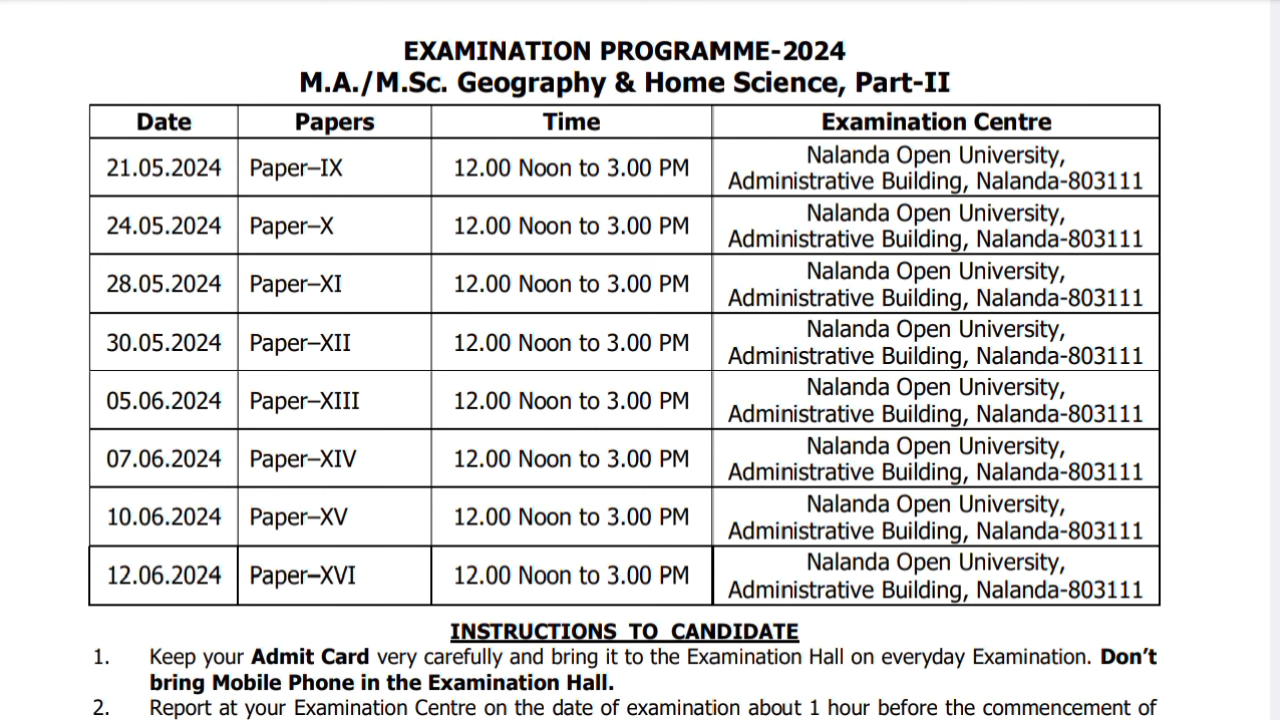 EXAMINATION PROGRAMME-2024
M.A./M.Sc. Geography & Home Science, Part-II
Date Papers Time Examination Centre
21.05.2024 Paper–IX 12.00 Noon to 3.00 PM Nalanda Open University,
Administrative Building, Nalanda-803111
24.05.2024 Paper–X 12.00 Noon to 3.00 PM Nalanda Open University,
Administrative Building, Nalanda-803111
28.05.2024 Paper–XI 12.00 Noon to 3.00 PM Nalanda Open University,
Administrative Building, Nalanda-803111
30.05.2024 Paper–XII 12.00 Noon to 3.00 PM Nalanda Open University,
Administrative Building, Nalanda-803111
05.06.2024 Paper–XIII 12.00 Noon to 3.00 PM Nalanda Open University,
Administrative Building, Nalanda-803111
07.06.2024 Paper–XIV 12.00 Noon to 3.00 PM Nalanda Open University,
Administrative Building, Nalanda-803111
10.06.2024 Paper–XV 12.00 Noon to 3.00 PM Nalanda Open University,
Administrative Building, Nalanda-803111
12.06.2024 Paper–XVI 12.00 Noon to 3.00 PM Nalanda Open University,
Administrative Building, Nalanda-803111
INSTRUCTIONS TO CANDIDATE
1. Keep your Admit Card very carefully and bring it to the Examination Hall on everyday Examination. Don’t
bring Mobile Phone in the Examination Hall.
2. Report at your Examination Centre on the date of examination about 1 hour before the commencement of